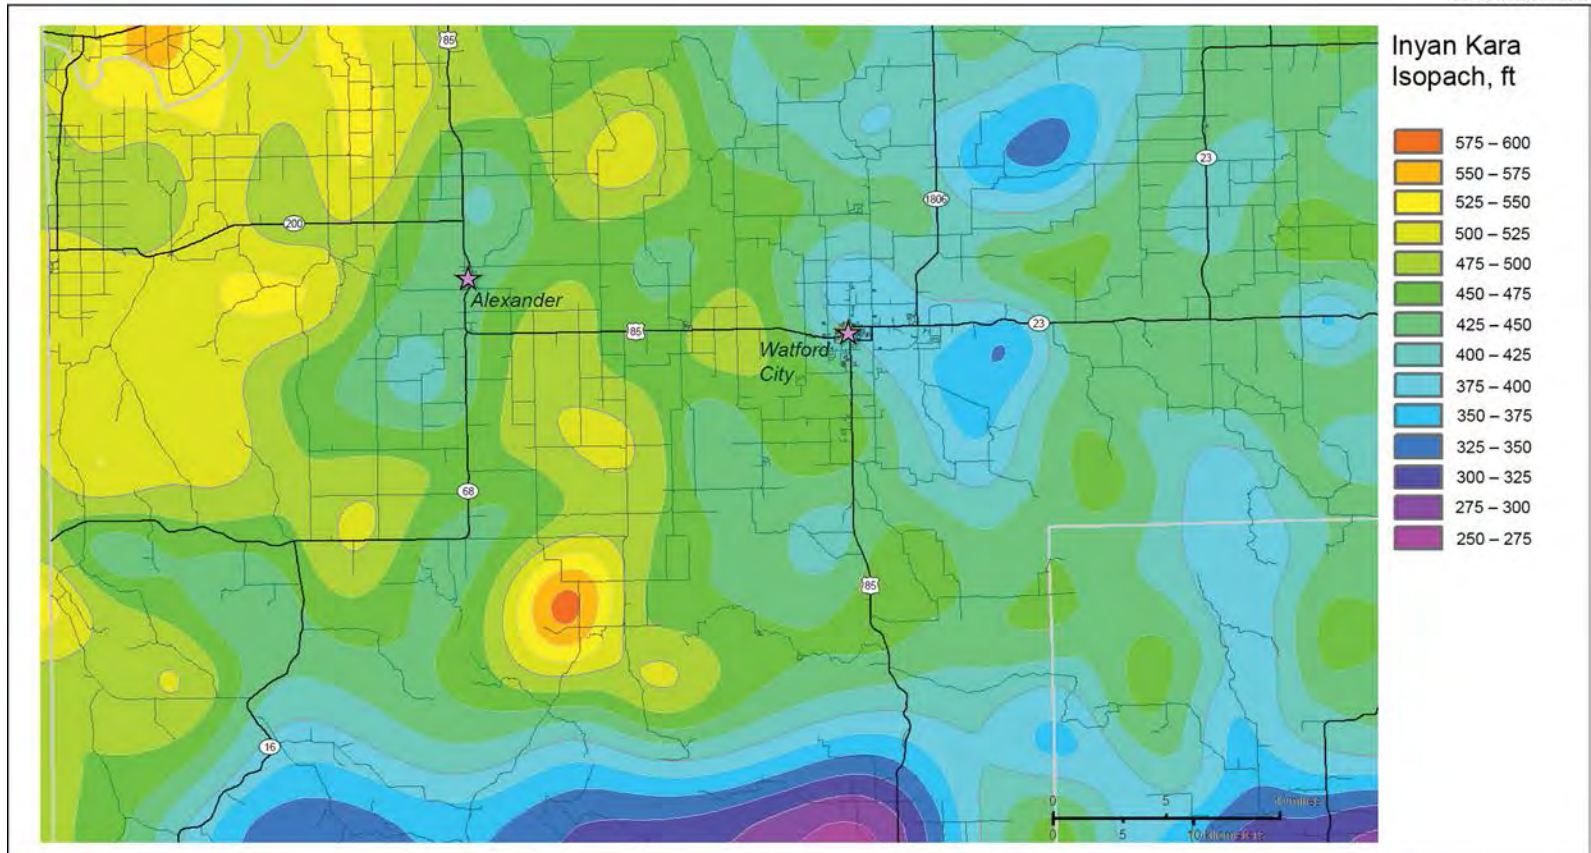 Inyan Kara
Isopach, ft
575 – 600
550 – 575
525 – 550
500 – 525
475 – 500
450 – 475
425 – 450
400 – 425
375 – 400
350 – 375
325 – 350
300 – 325
275 – 300
250 – 275
85
23
1806
200
Alexander
85
23
Watford
City
68
85
16
0 5
0 5